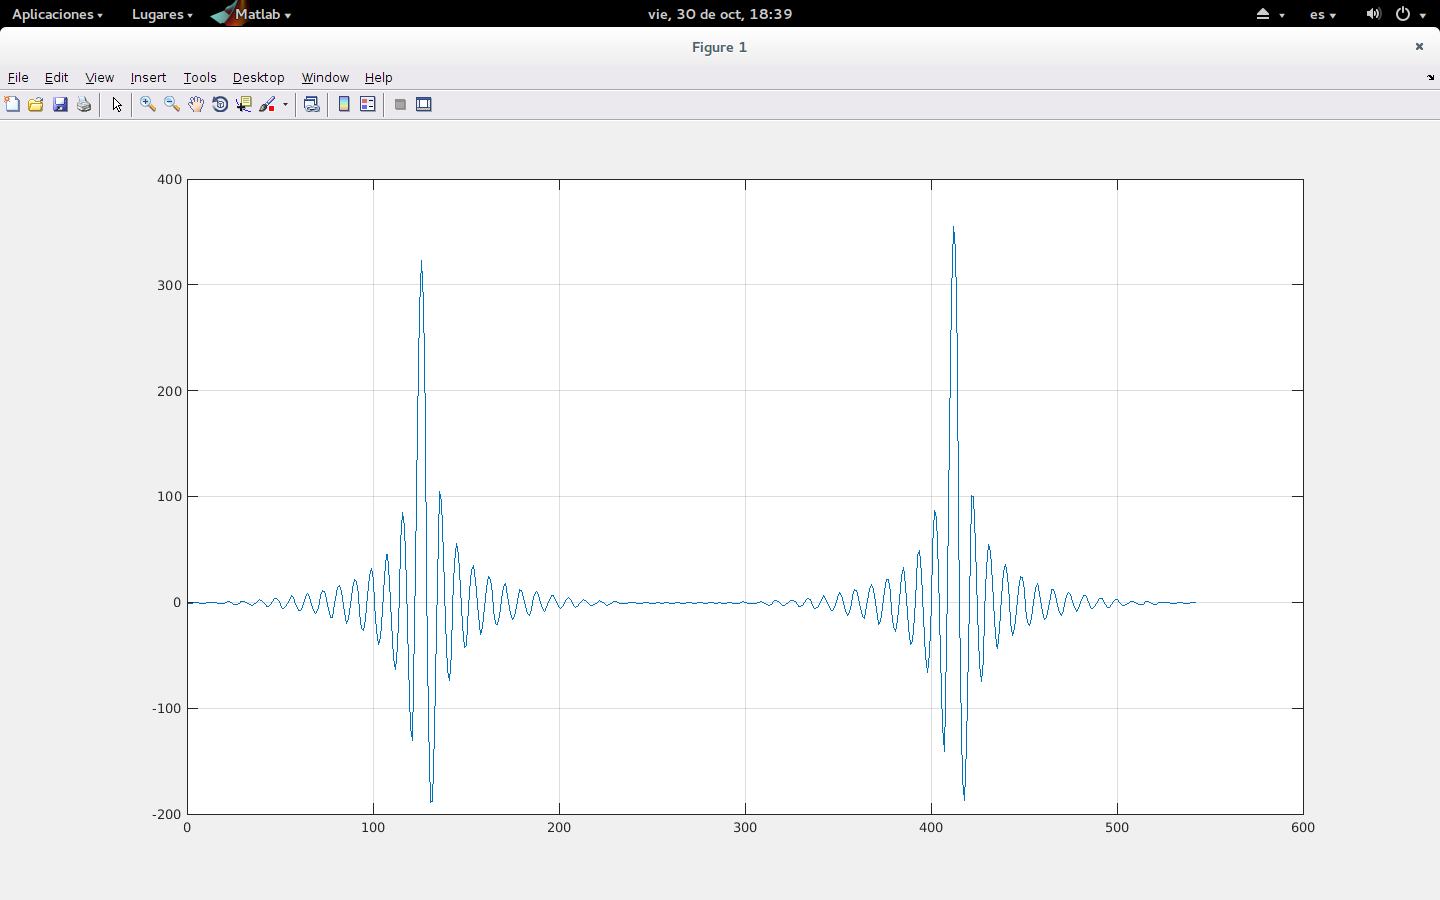 Aplicaciones Lugares Matlab vie, 30 de oct, 18:39 es
Figure 1
File Edit View Insert Tools Desktop Window Help
400
300
200
100
0
-100
-200
0 100 200 300 400 500 600